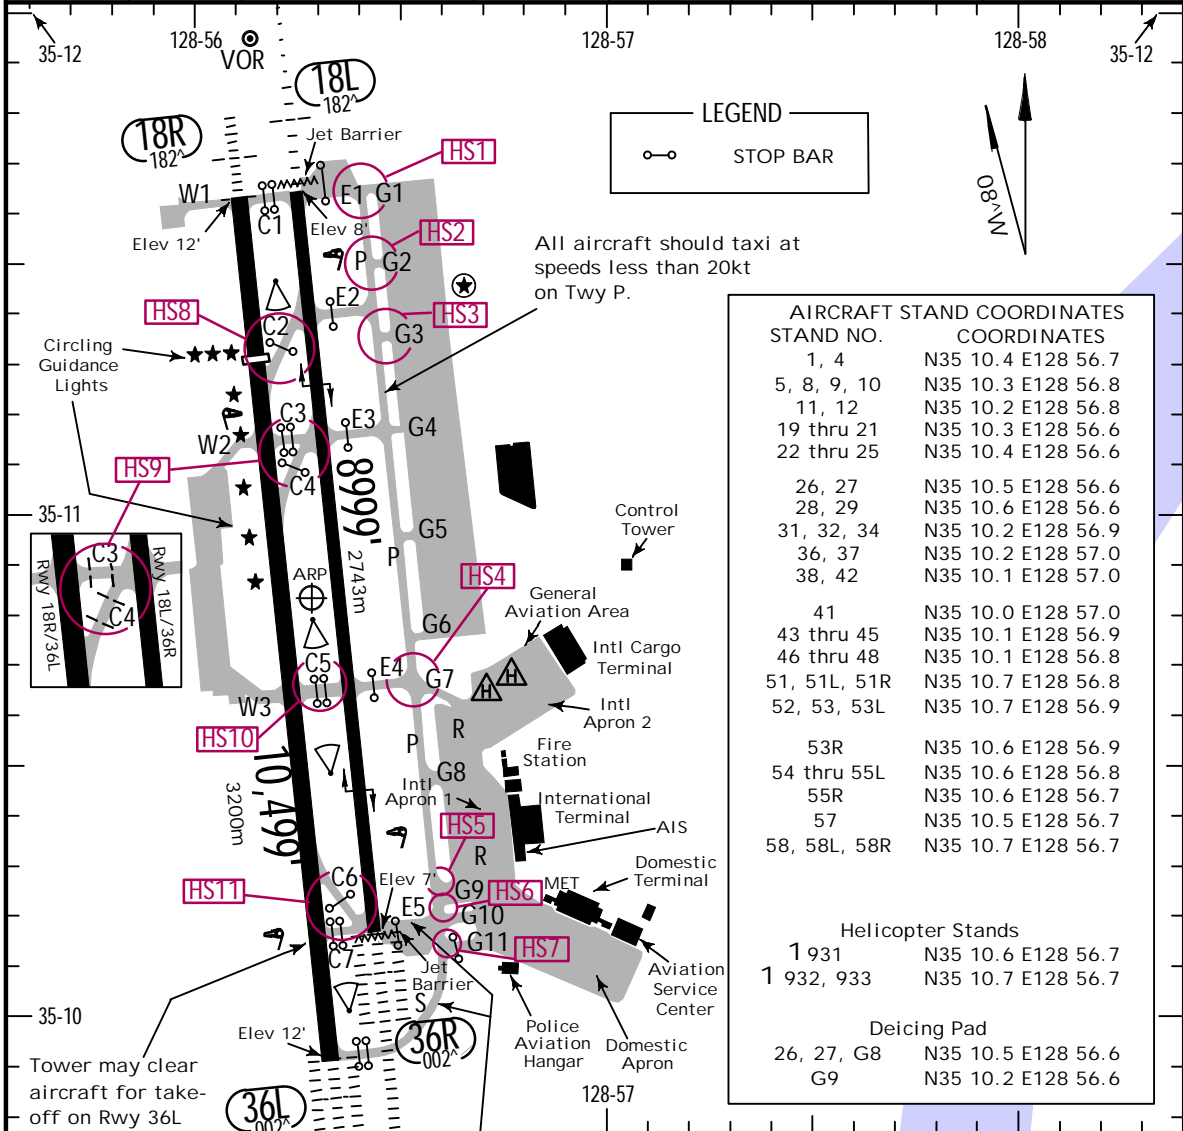 35-12
128-56
VOR
128-57
128-58
35-12
18L
182^
18R
182^
Jet Barrier
HS1
LEGEND
STOP BAR
W^08
W1
E1
G1
C1
Elev 12'
Elev 8'
HS2
P
G2
All aircraft should taxi at
speeds less than 20kt
on Twy P.
HS8
E2
HS3
C2
G3
Circling
Guidance
Lights
C3
E3
G4
W2
HS9
C4
8999'
2743m
35-11
G5
P
Control
Tower
C3
C4
Rwy 18R/36L
Rwy 18L/36R
ARP
HS4
General
Aviation Area
G6
H
H
Intl Cargo
Terminal
C5
E4
G7
W3
HS10
R
Intl
Apron 2
P
Fire
Station
10,499'
3200m
G8
Intl
Apron 1
International
Terminal
HS5
AIS
R
C6
Elev 7'
HS11
G9
HS6
MET
Domestic
Terminal
E5
G10
G11
HS7
C7
Jet
Barrier
Aviation
Service
Center
S
35-10
Elev 12'
36R
002^
Police
Aviation
Hangar
Domestic
Apron
Tower may clear
aircraft for take-
off on Rwy 36L
36L
002^
128-57
AIRCRAFT STAND COORDINATES
STAND NO. COORDINATES
1, 4 N35 10.4 E128 56.7
5, 8, 9, 10 N35 10.3 E128 56.8
11, 12 N35 10.2 E128 56.8
19 thru 21 N35 10.3 E128 56.6
22 thru 25 N35 10.4 E128 56.6
26, 27 N35 10.5 E128 56.6
28, 29 N35 10.6 E128 56.6
31, 32, 34 N35 10.2 E128 56.9
36, 37 N35 10.2 E128 57.0
38, 42 N35 10.1 E128 57.0
41 N35 10.0 E128 57.0
43 thru 45 N35 10.1 E128 56.9
46 thru 48 N35 10.1 E128 56.8
51, 51L, 51R N35 10.7 E128 56.8
52, 53, 53L N35 10.7 E128 56.9
53R N35 10.6 E128 56.9
54 thru 55L N35 10.6 E128 56.8
55R N35 10.6 E128 56.7
57 N35 10.5 E128 56.7
58, 58L, 58R N35 10.7 E128 56.7
Helicopter Stands
1 931 N35 10.6 E128 56.7
1 932, 933 N35 10.7 E128 56.7
Deicing Pad
26, 27, G8 N35 10.5 E128 56.6
G9 N35 10.2 E128 56.6